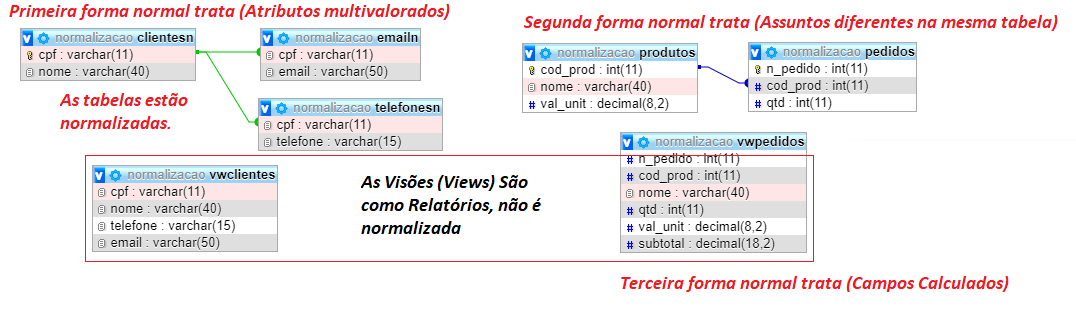 Primeira forma normal trata (Atributos multivalorados)
normalizacao clientesn
cpf : varchar(11)
nome : varchar(40)
normalizacao emailn
cpf : varchar(11)
email : varchar(50)
normalizacao telefonesn
cpf : varchar(11)
telefone : varchar(15)
As tabelas estão
normalizadas.
Segunda forma normal trata (Assuntos diferentes na mesma tabela)
normalizacao produtos
cod_prod : int(11)
nome : varchar(40)
val_unit : decimal(8,2)
normalizacao pedidos
n_pedido : int(11)
cod_prod : int(11)
qtd : int(11)
normalizacao vwclientes
cpf : varchar(11)
nome : varchar(40)
telefone : varchar(15)
email : varchar(50)
As Visões (Views) São
como Relatórios, não é
normalizada
normalizacao vwpedidos
n_pedido : int(11)
cod_prod : int(11)
nome : varchar(40)
qtd : int(11)
val_unit : decimal(8,2)
subtotal : decimal(18,2)
Terceira forma normal trata (Campos Calculados)